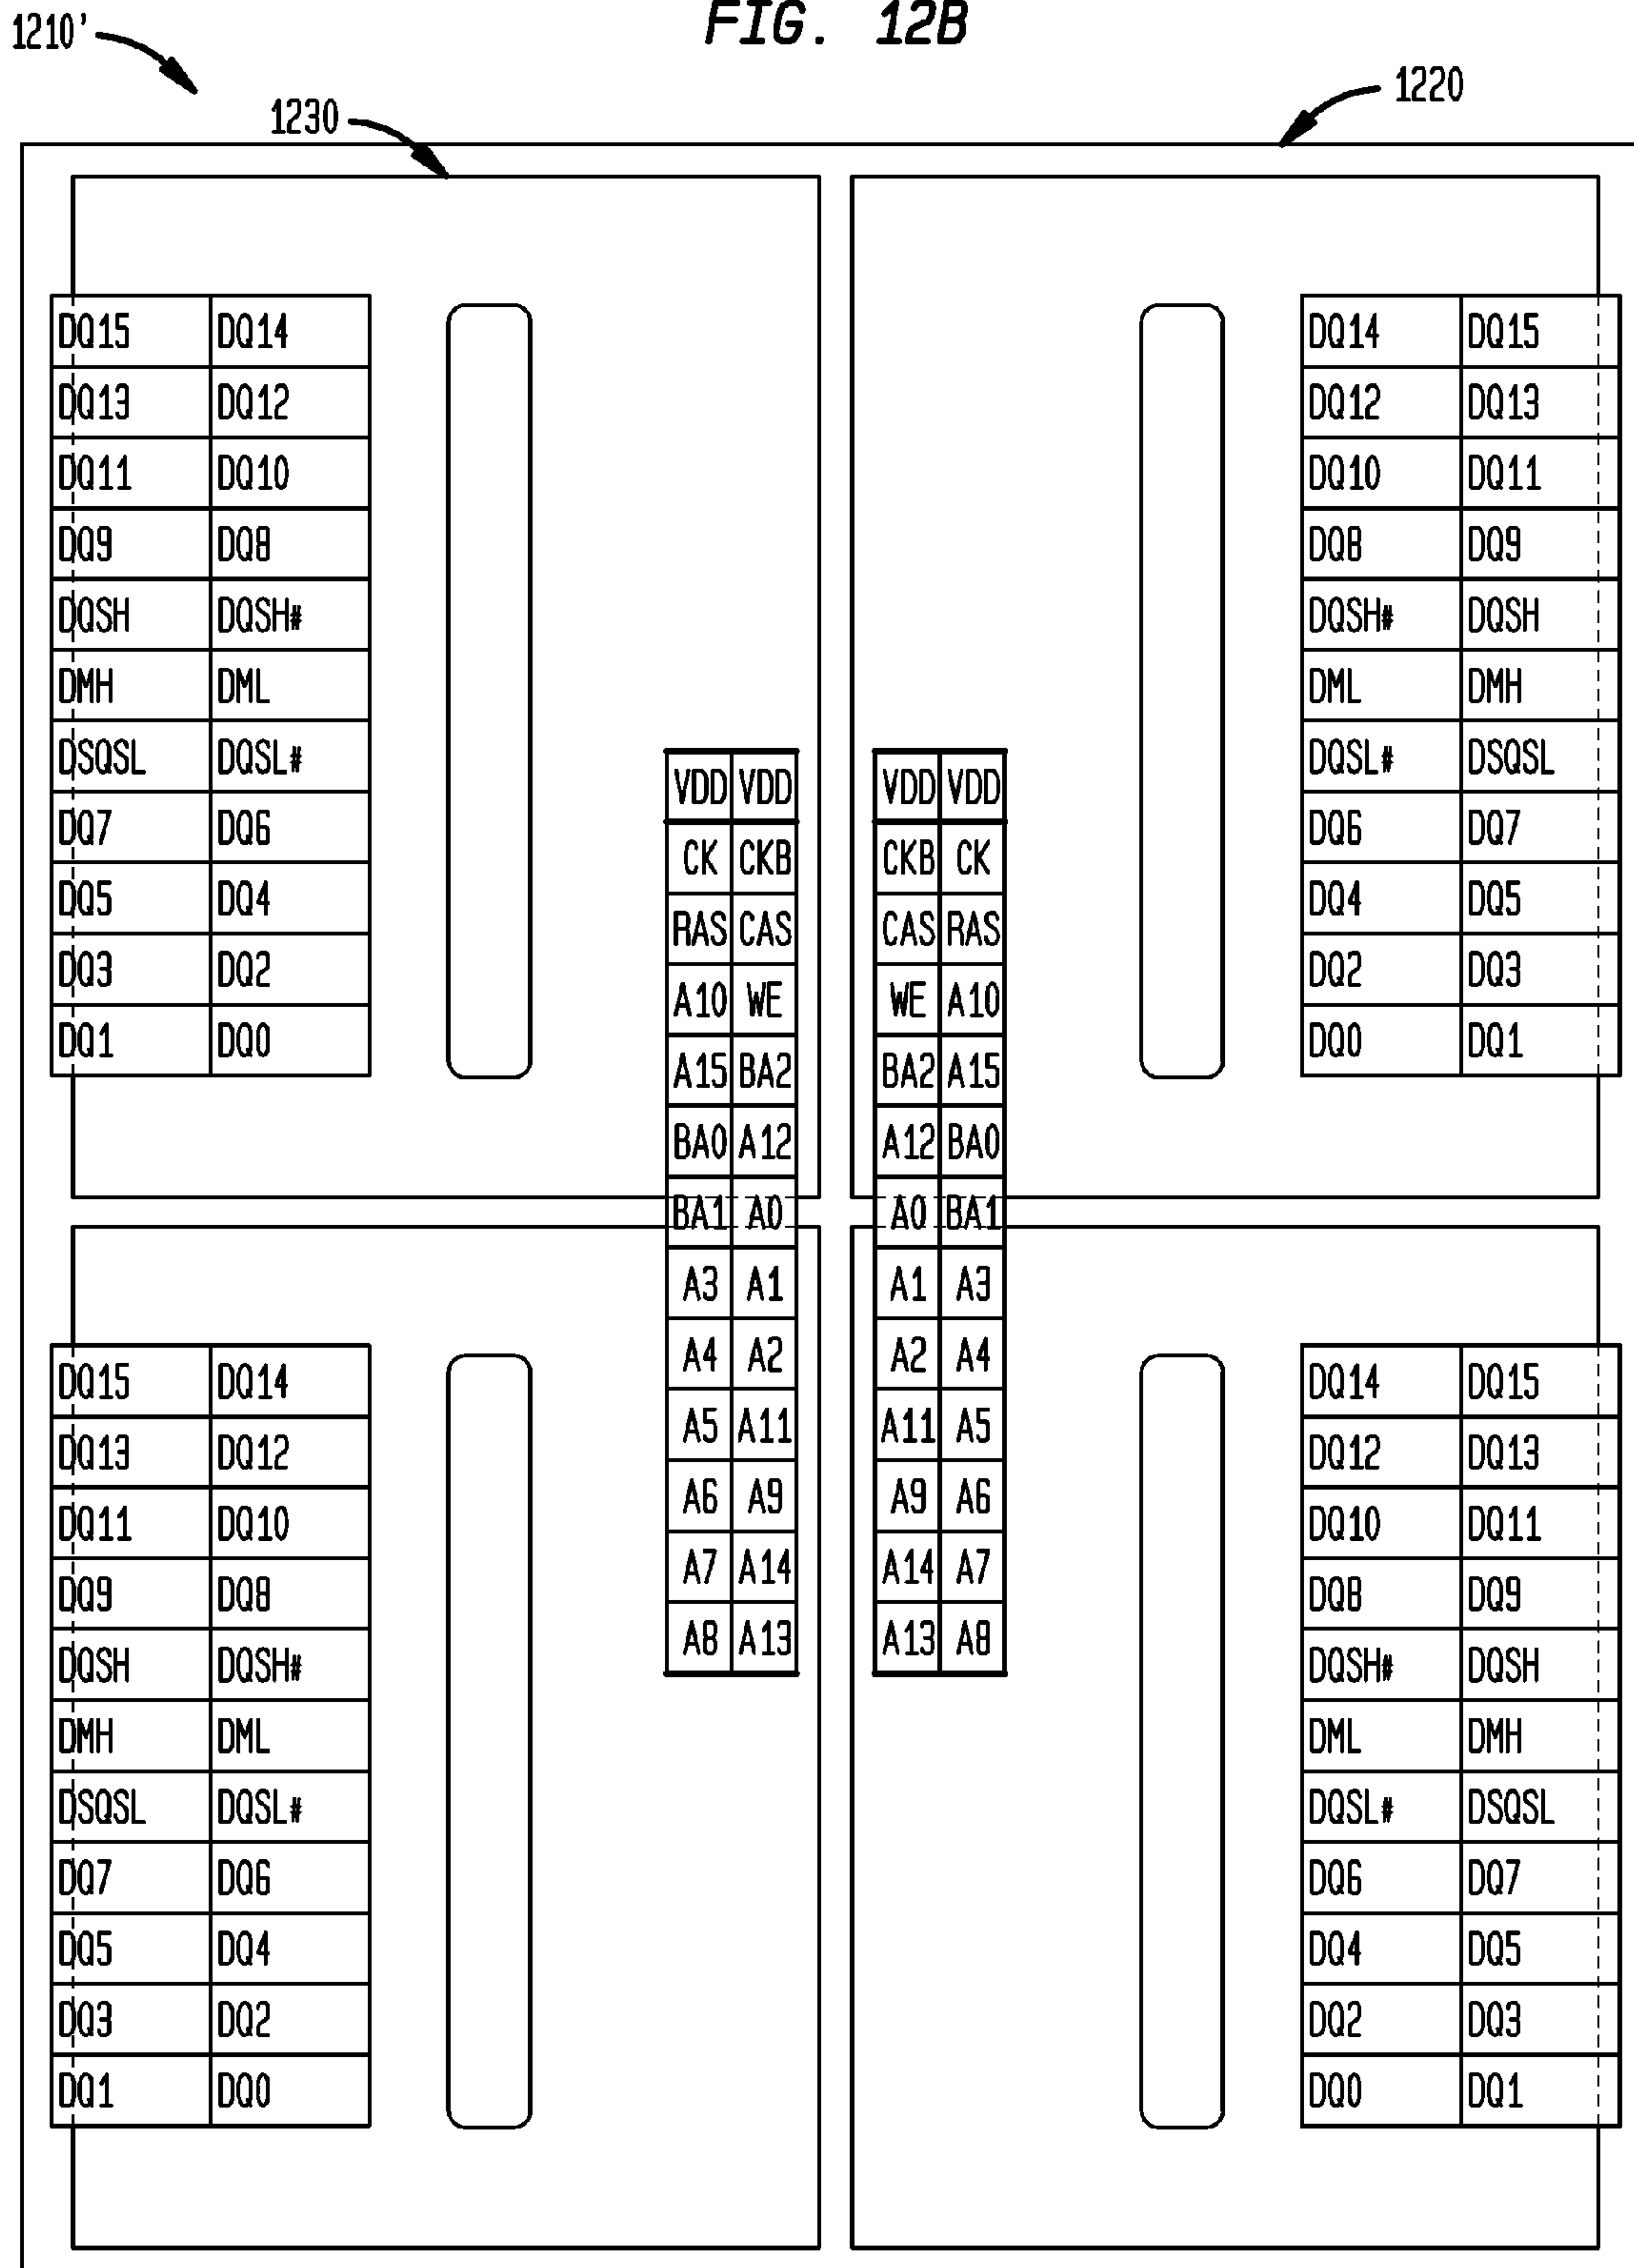 FIG. 12B
1210'
1230
1220
DQ15 DQ14
DQ13 DQ12
DQ11 DQ10
DQ9 DQ8
DQSH DQSH#
DMH DML
DSQSL DQSL#
DQ7 DQ6
DQ5 DQ4
DQ3 DQ2
DQ1 DQ0
DQ14 DQ15
DQ12 DQ13
DQ10 DQ11
DQ8 DQ9
DQSH# DQSH
DML DMH
DQSL# DSQSL
DQ6 DQ7
DQ4 DQ5
DQ2 DQ3
DQ0 DQ1
VDD VDD
CK CKB
RAS CAS
A10 WE
A15 BA2
BA0 A12
BA1 A0
A3 A1
A4 A2
A5 A11
A6 A9
A7 A14
A8 A13
VDD VDD
CKB CK
CAS RAS
WE A10
BA2 A15
A12 BA0
A0 BA1
A1 A3
A2 A4
A11 A5
A9 A6
A14 A7
A13 A8
DQ15 DQ14
DQ13 DQ12
DQ11 DQ10
DQ9 DQ8
DQSH DQSH#
DMH DML
DSQSL DQSL#
DQ7 DQ6
DQ5 DQ4
DQ3 DQ2
DQ1 DQ0
DQ14 DQ15
DQ12 DQ13
DQ10 DQ11
DQ8 DQ9
DQSH# DQSH
DML DMH
DQSL# DSQSL
DQ6 DQ7
DQ4 DQ5
DQ2 DQ3
DQ0 DQ1